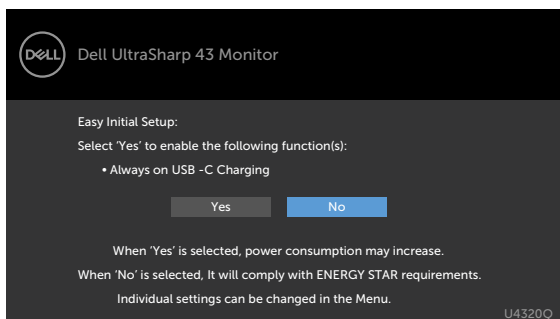 DELL
Dell UltraSharp 43 Monitor
Easy Initial Setup:
Select 'Yes' to enable the following function(s):
• Always on USB -C Charging
Yes No
When 'Yes' is selected, power consumption may increase.
When 'No' is selected, It will comply with ENERGY STAR requirements.
Individual settings can be changed in the Menu.
U4320Q